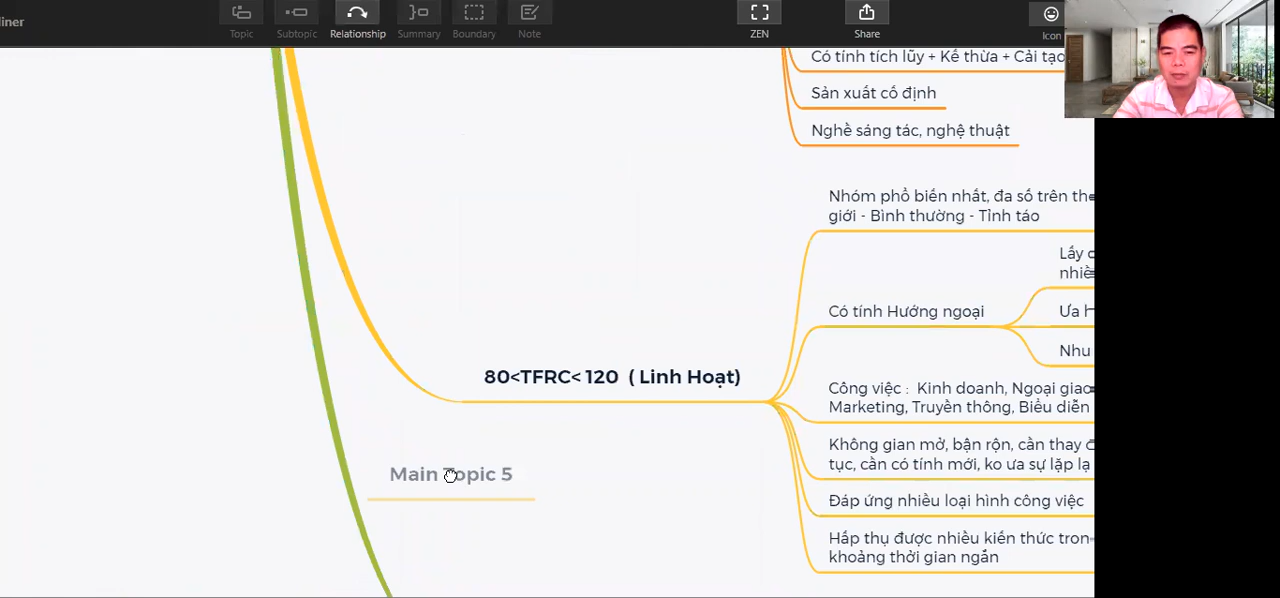 liner
Topic
Subtopic
Relationship
Summary
Boundary
Note
ZEN
Share
Icon
Có tính tích lũy + Kế thừa + Cải tạo
Sản xuất cố định
Nghề sáng tác, nghệ thuật
Nhóm phổ biến nhất, đa số trên
giới - Bình thường - Tỉnh táo
Lấy
Có tính Hướng ngoại
Ưa
Nhu
80<TFRC< 120 ( Linh Hoạt)
Công việc : Kinh doanh, Ngoại giao
Marketing, Truyền thông, Biểu diễn
Không gian mở, bận rộn, cần thay
tục, cần có tính mới, ko ưa sự lặp
Main Topic 5
Đáp ứng nhiều loại hình công việc
Hấp thụ được nhiều kiến thức
khoảng thời gian ngắn